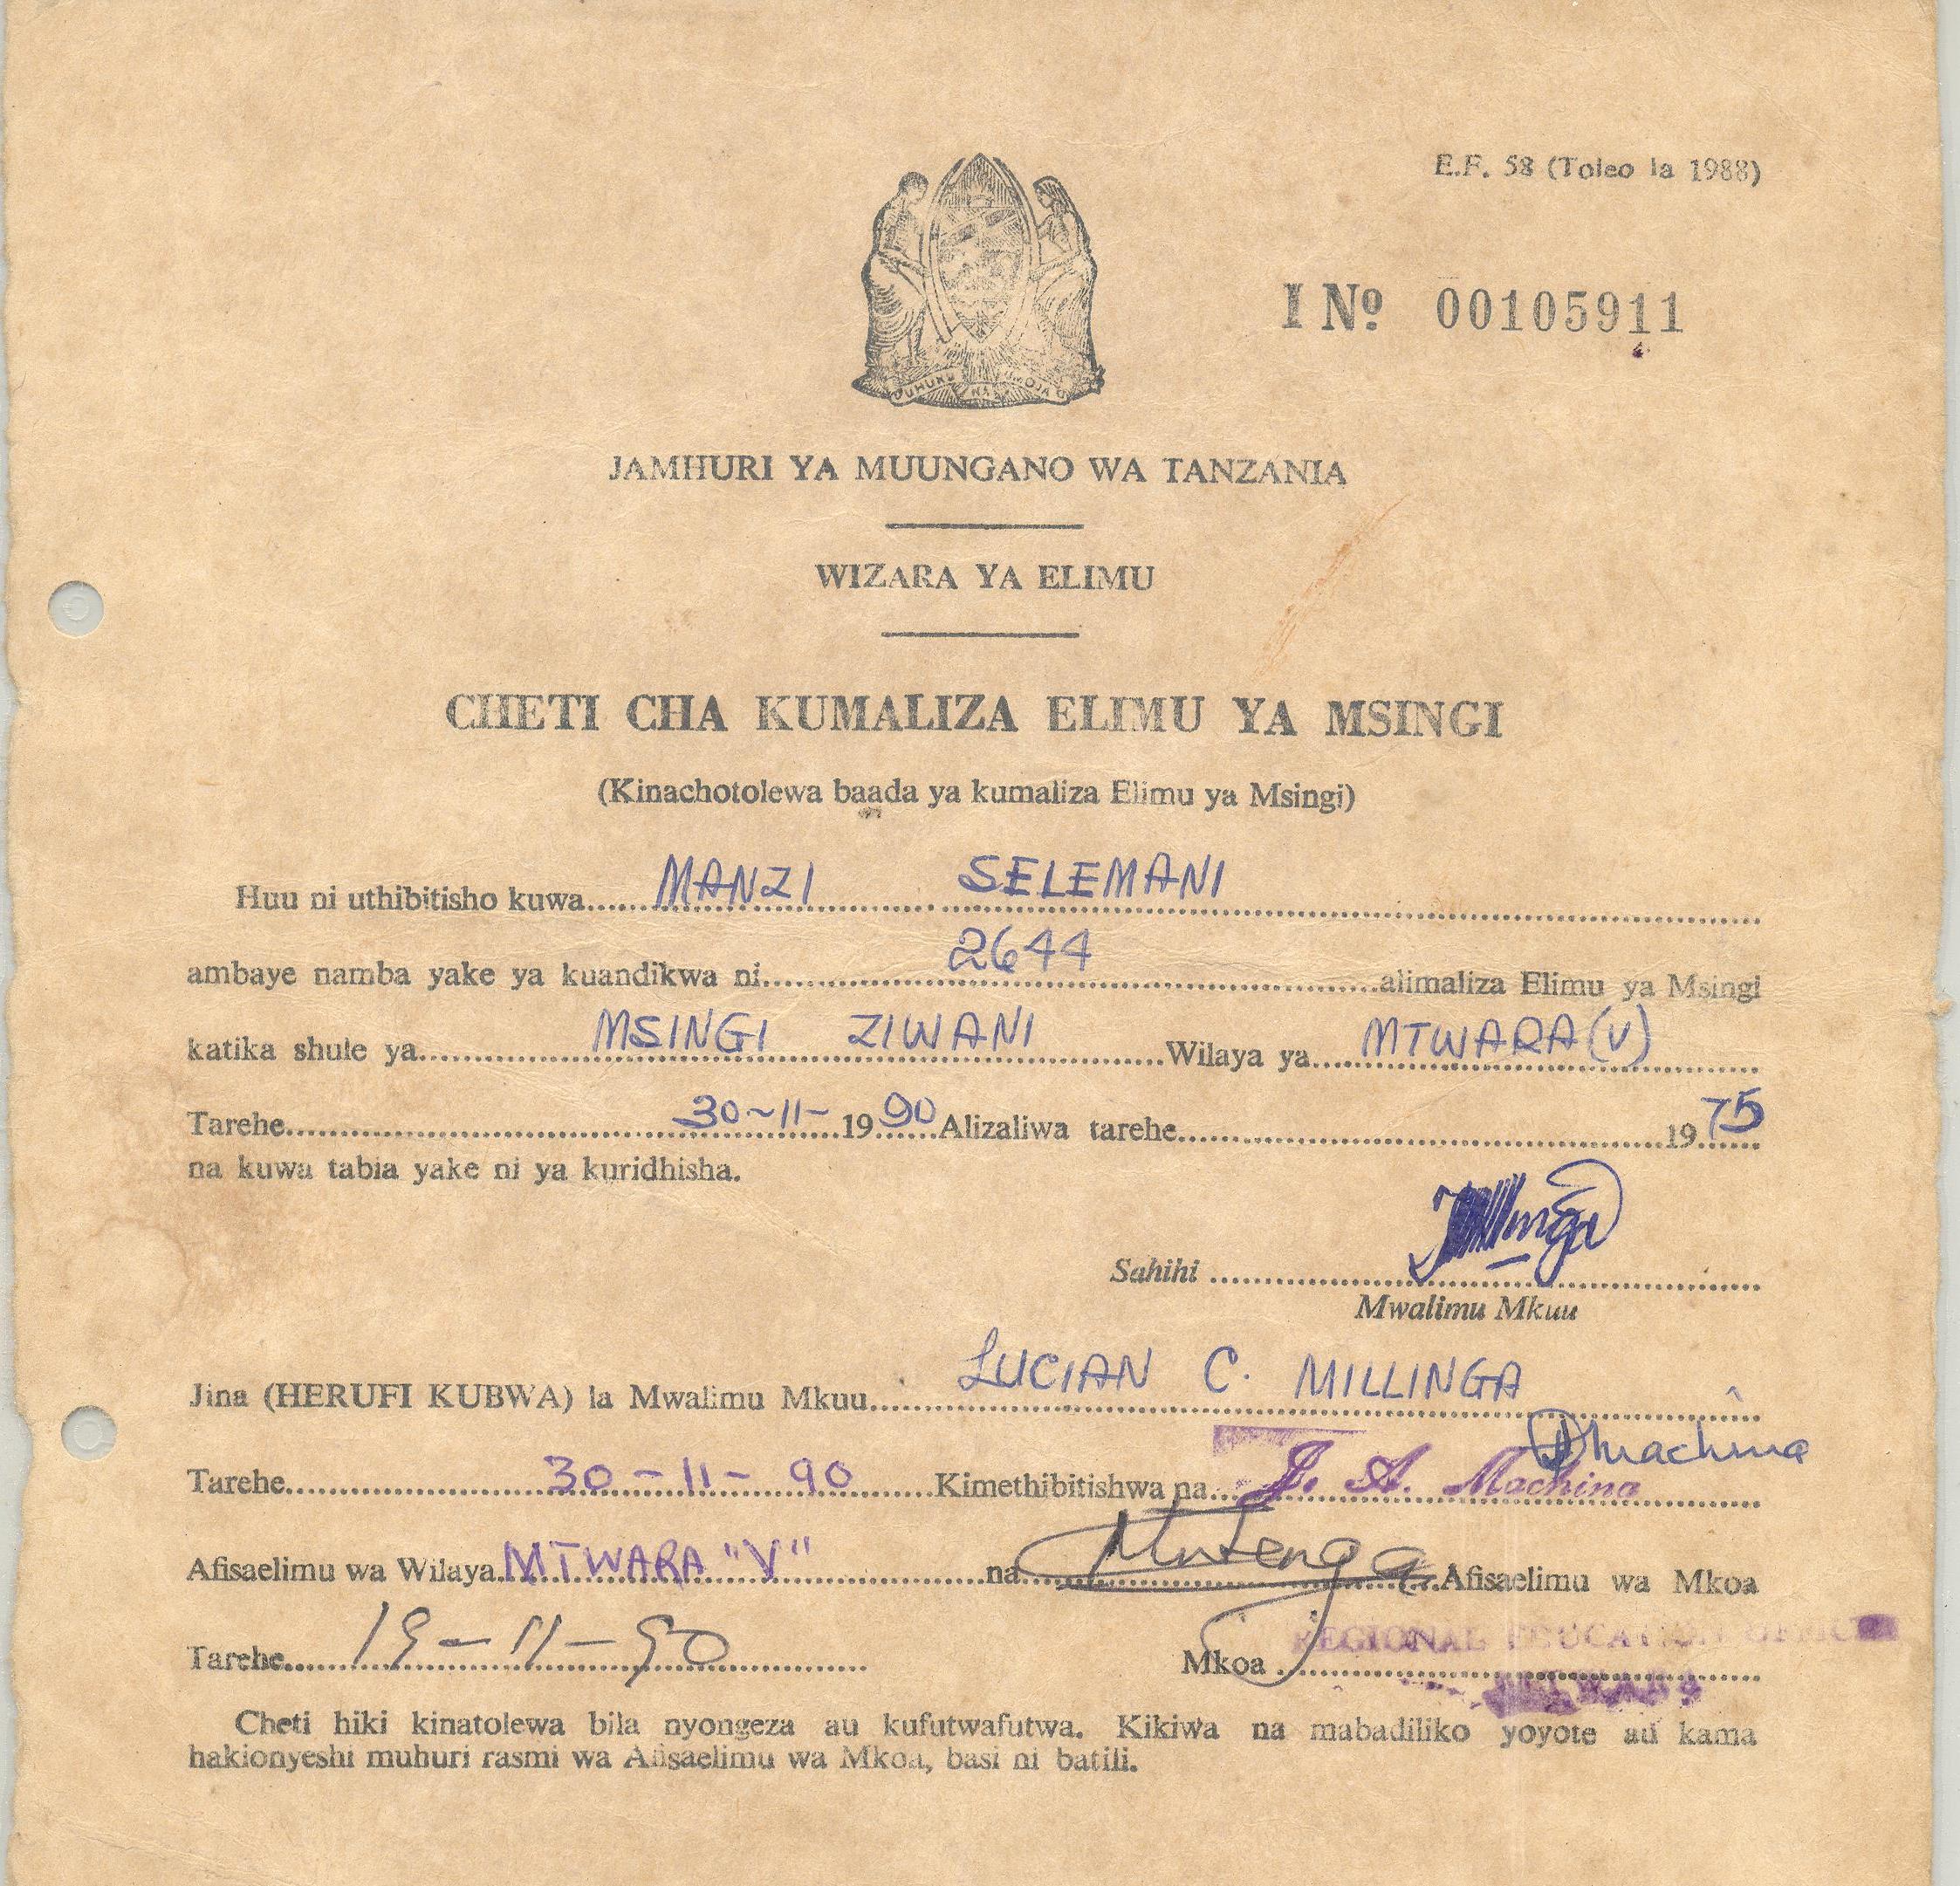 E.F. 58 (Toleo la 1988)
I Nº 00105911
UHURU NA UMOJA
JAMHURI YA MUUNGANO WA TANZANIA
WIZARA YA ELIMU
CHETI CHA KUMALIZA ELIMU YA MSINGI
(Kinachotolewa baada ya kumaliza Elimu ya Msingi)
Huu ni uthibitisho kuwa MANZI SELEMANI
ambaye namba yake ya kuandikwa ni 2644 alimaliza Elimu ya Msingi
katika shule ya MSINGI ZIWANI Wilaya ya MTWARA (V)
Tarehe 30-11-1990 Alizaliwa tarehe 1975
na kuwa tabia yake ni ya kuridhisha.
Sahihi
Mwalimu Mkuu
Jina (HERUFI KUBWA) la Mwalimu Mkuu LUCIAN C. MILLINGA
Tarehe 30-11-90 Kimethibitishwa na J. A. Machina
Afisaelimu wa Wilaya MTWARA "V" na Afisaelimu wa Mkoa
Tarehe 19-11-90 Mkoa REGIONAL EDUCATION OFFICE
MTWARA
Cheti hiki kinatolewa bila nyongeza au kufutwafutwa. Kikiwa na mabadiliko yoyote au kama
hakionyeshi muhuri rasmi wa Afisaelimu wa Mkoa, basi ni batili.